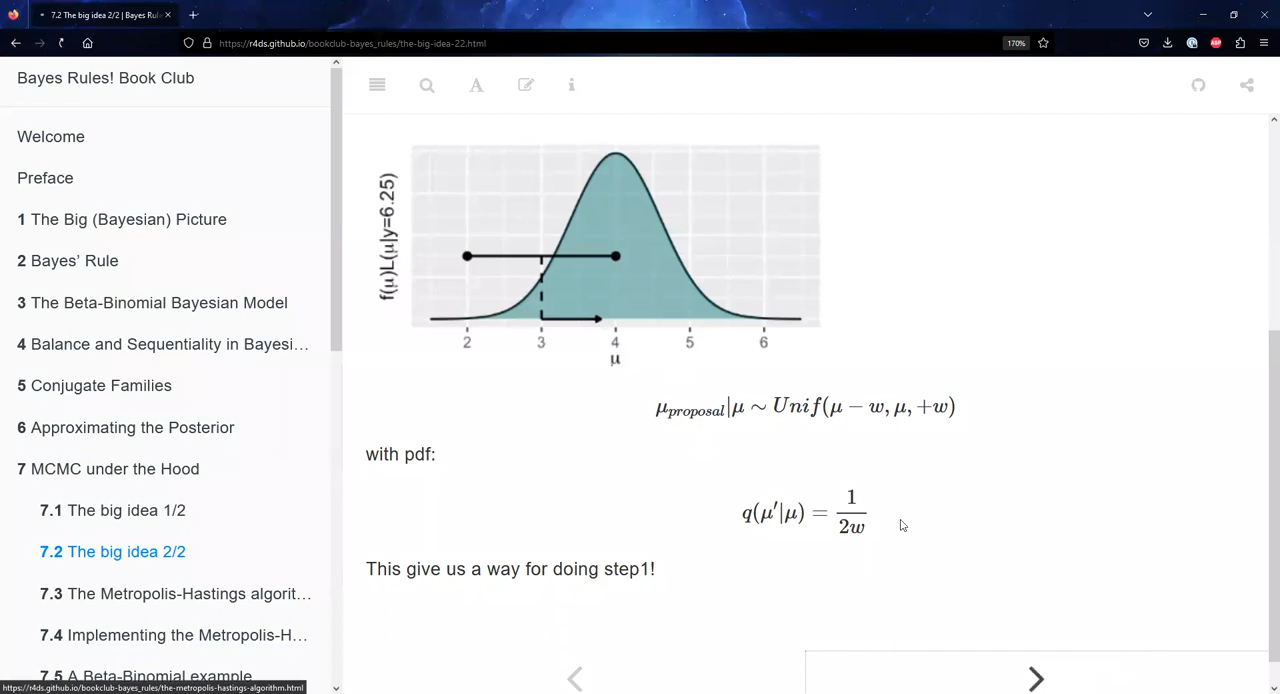 7.2 The big idea 2/2 | Bayes Rul
https://r4ds.github.io/bookclub-bayes_rules/the-big-idea-22.html
170%
Bayes Rules! Book Club
Welcome
Preface
1 The Big (Bayesian) Picture
2 Bayes' Rule
3 The Beta-Binomial Bayesian Model
4 Balance and Sequentiality in Bayesi…
5 Conjugate Families
6 Approximating the Posterior
7 MCMC under the Hood
7.1 The big idea 1/2
7.2 The big idea 2/2
7.3 The Metropolis-Hastings algorit…
7.4 Implementing the Metropolis-H…
7.5 A Beta-Binomial example
https://r4ds.github.io/bookclub-bayes_rules/the-metropolis-hastings-algorithm.html
f(μ)L(μ|y=6.25)
2 3 4 5 6
μ
μproposal|μ ∼ Unif(μ − w, μ, +w)
with pdf:
q(μ′|μ) = 1/2w
This give us a way for doing step1!